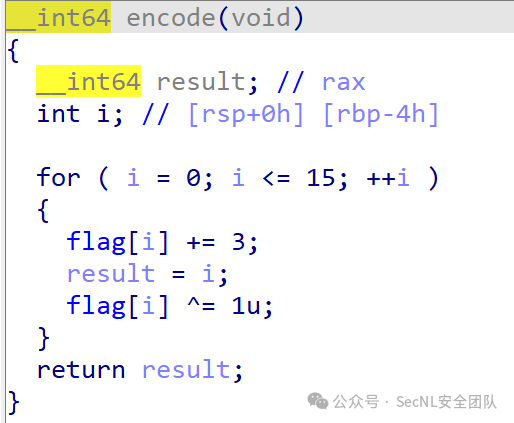 __int64 encode(void)
{
  __int64 result; // rax
  int i; // [rsp+0h] [rbp-4h]

  for ( i = 0; i <= 15; ++i )
  {
    flag[i] += 3;
    result = i;
    flag[i] ^= 1u;
  }
  return result;
}
公众号 · SecNL安全团队